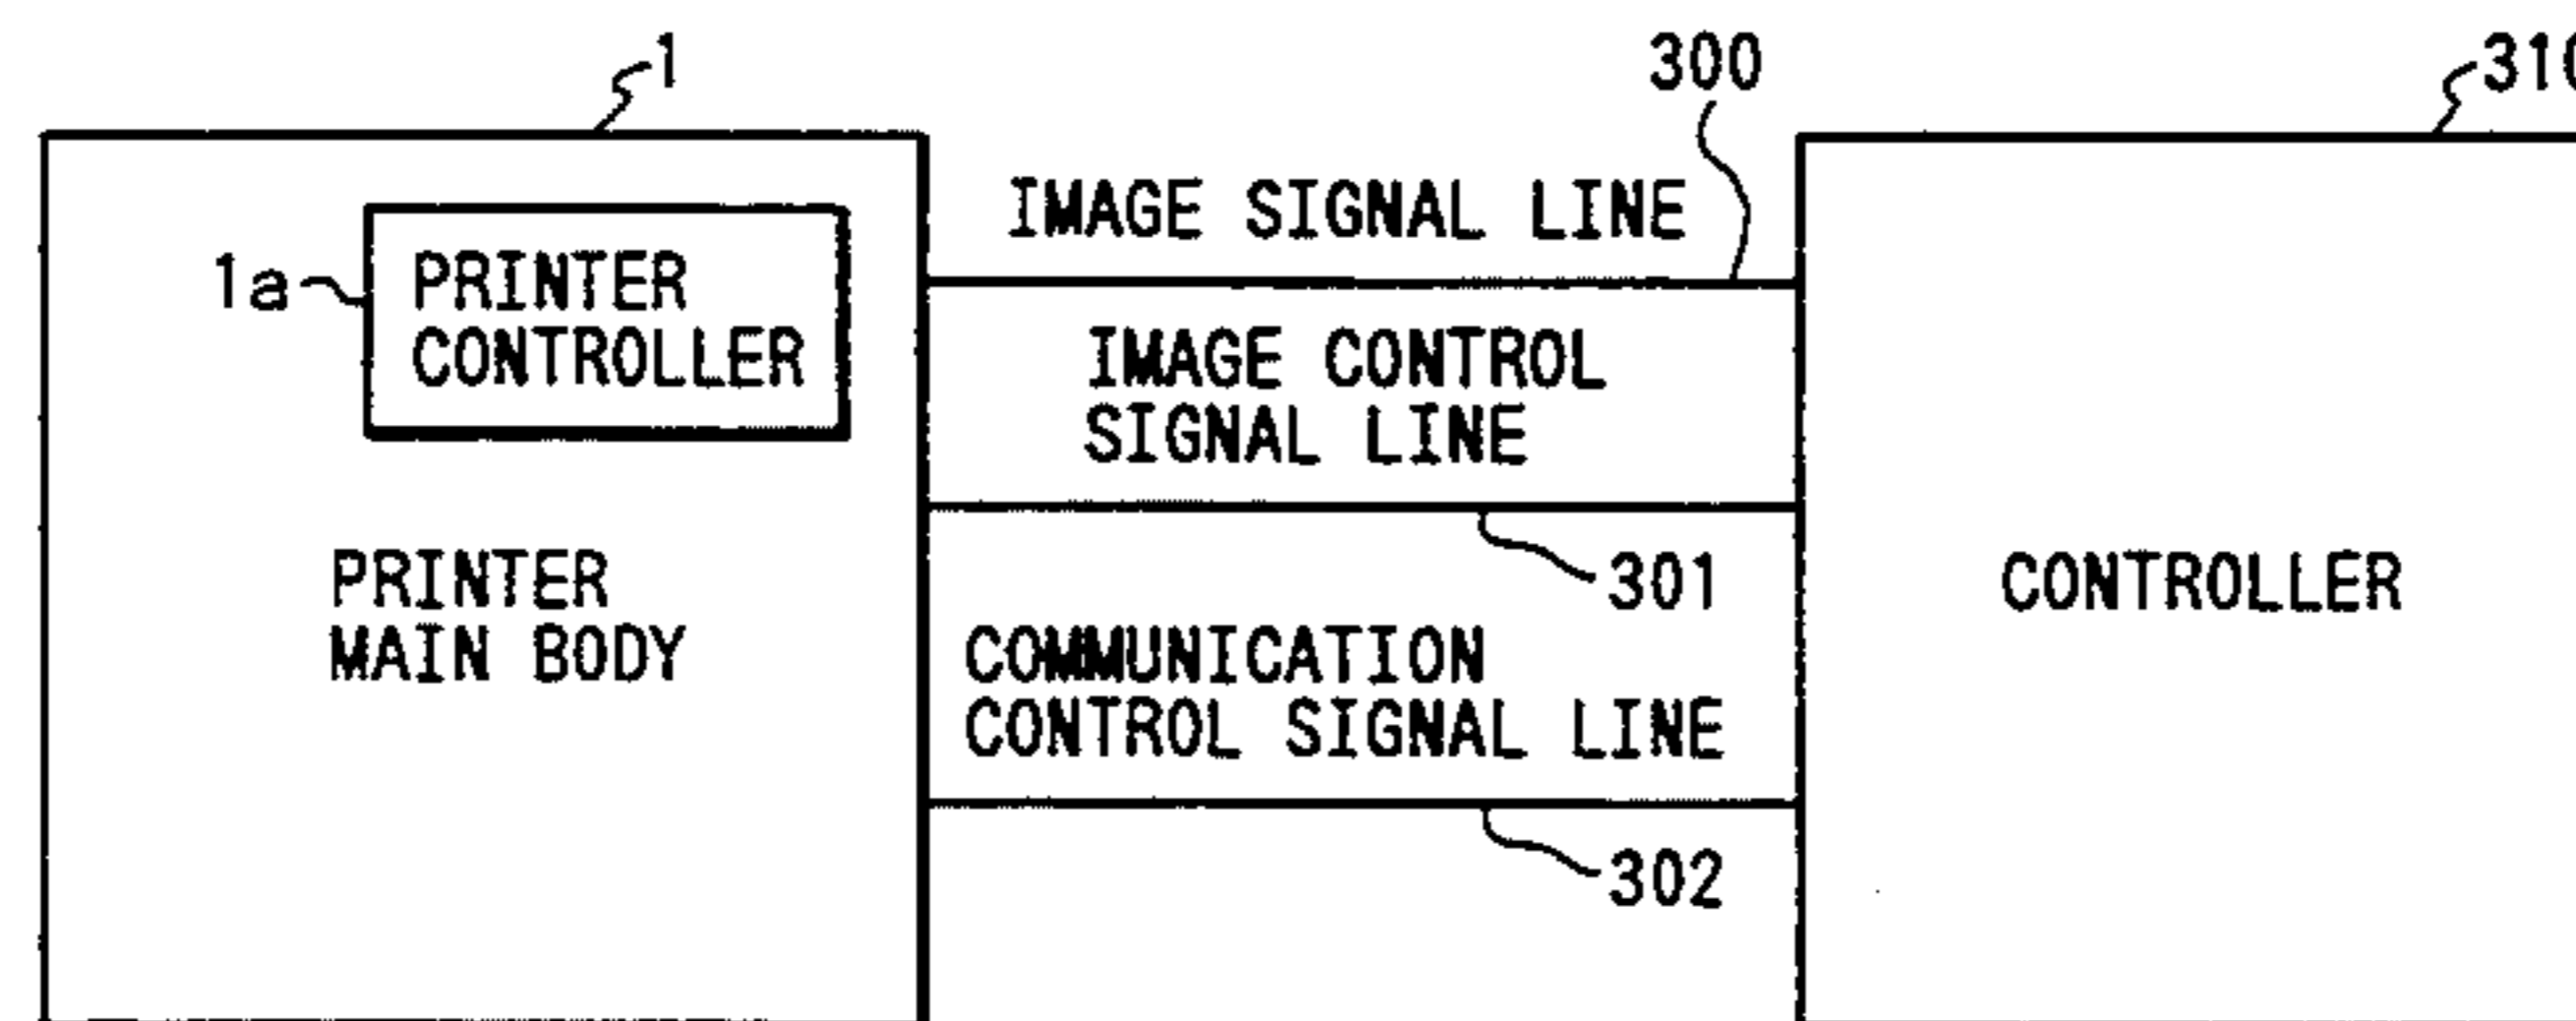 1
300
310
IMAGE SIGNAL LINE
1a
PRINTER
CONTROLLER
IMAGE CONTROL
SIGNAL LINE
301
PRINTER
MAIN BODY
COMMUNICATION
CONTROL SIGNAL LINE
302
CONTROLLER